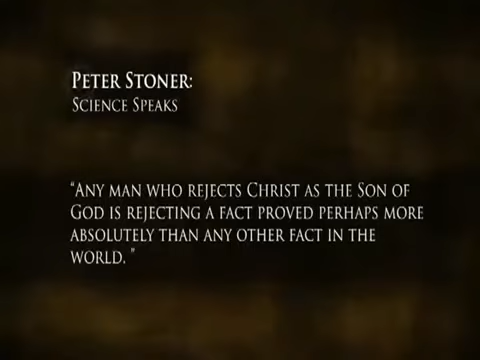 PETER STONER:
SCIENCE SPEAKS
"ANY MAN WHO REJECTS CHRIST AS THE SON OF
GOD IS REJECTING A FACT PROVED PERHAPS MORE
ABSOLUTELY THAN ANY OTHER FACT IN THE
WORLD. "